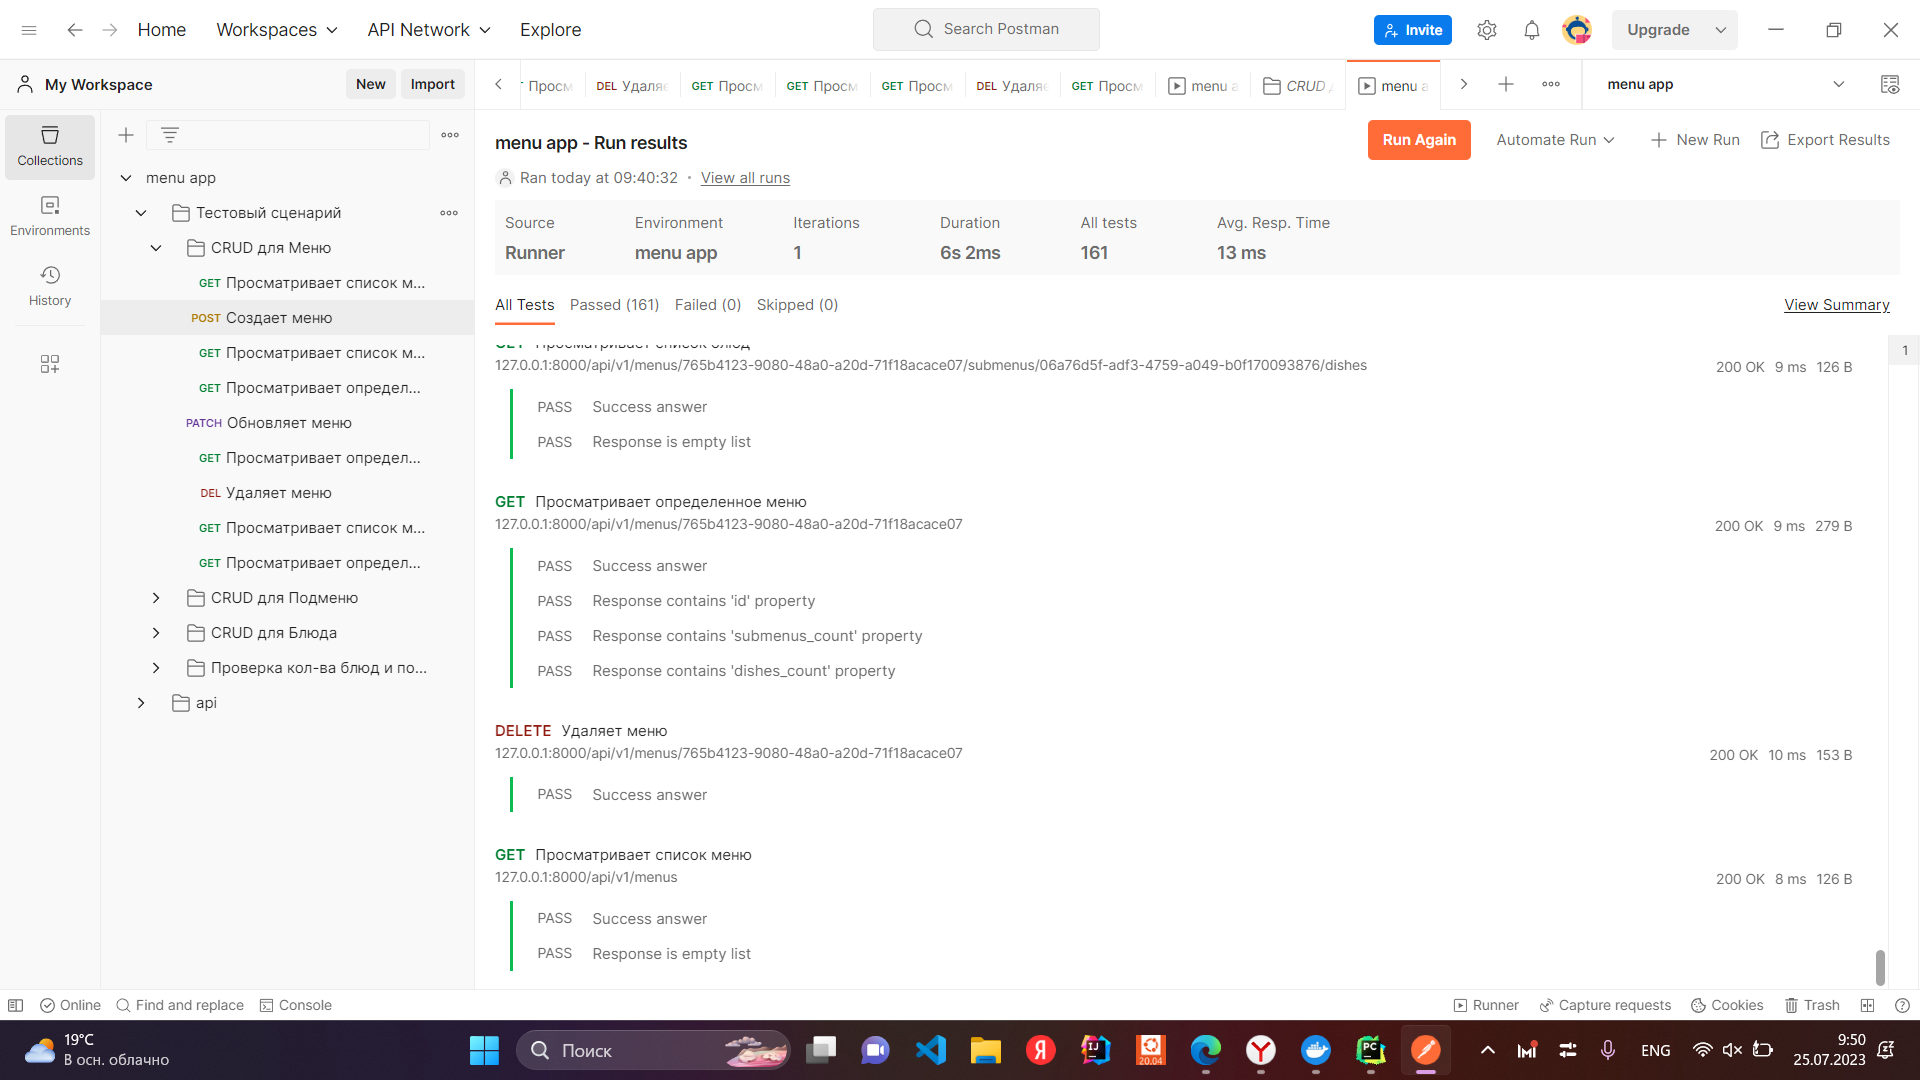 Home
Workspaces
API Network
Explore
Search Postman
Invite
Upgrade
My Workspace
New
Import
Просм
DEL Удаляе
GET Просм
GET Просм
GET Просм
DEL Удаляе
GET Просм
menu a
CRUD
menu a
menu app
Collections
Environments
History
menu app
Тестовый сценарий
CRUD для Меню
GET Просматривает список м...
POST Создает меню
GET Просматривает список м...
GET Просматривает определ...
PATCH Обновляет меню
GET Просматривает определ...
DEL Удаляет меню
GET Просматривает список м...
GET Просматривает определ...
CRUD для Подменю
CRUD для Блюда
Проверка кол-ва блюд и по...
api
menu app - Run results
Run Again
Automate Run
New Run
Export Results
Ran today at 09:40:32 · View all runs
Source
Environment
Iterations
Duration
All tests
Avg. Resp. Time
Runner
menu app
1
6s 2ms
161
13 ms
All Tests
Passed (161)
Failed (0)
Skipped (0)
View Summary
GET Просматривает список блюд
127.0.0.1:8000/api/v1/menus/765b4123-9080-48a0-a20d-71f18acace07/submenus/06a76d5f-adf3-4759-a049-b0f170093876/dishes
200 OK 9 ms 126 B
1
PASS Success answer
PASS Response is empty list
GET Просматривает определенное меню
127.0.0.1:8000/api/v1/menus/765b4123-9080-48a0-a20d-71f18acace07
200 OK 9 ms 279 B
PASS Success answer
PASS Response contains 'id' property
PASS Response contains 'submenus_count' property
PASS Response contains 'dishes_count' property
DELETE Удаляет меню
127.0.0.1:8000/api/v1/menus/765b4123-9080-48a0-a20d-71f18acace07
200 OK 10 ms 153 B
PASS Success answer
GET Просматривает список меню
127.0.0.1:8000/api/v1/menus
200 OK 8 ms 126 B
PASS Success answer
PASS Response is empty list
Online
Find and replace
Console
Runner
Capture requests
Cookies
Trash
19°C
В осн. облачно
Поиск
Я
IJ
20.04
PC
ENG
9:50
25.07.2023